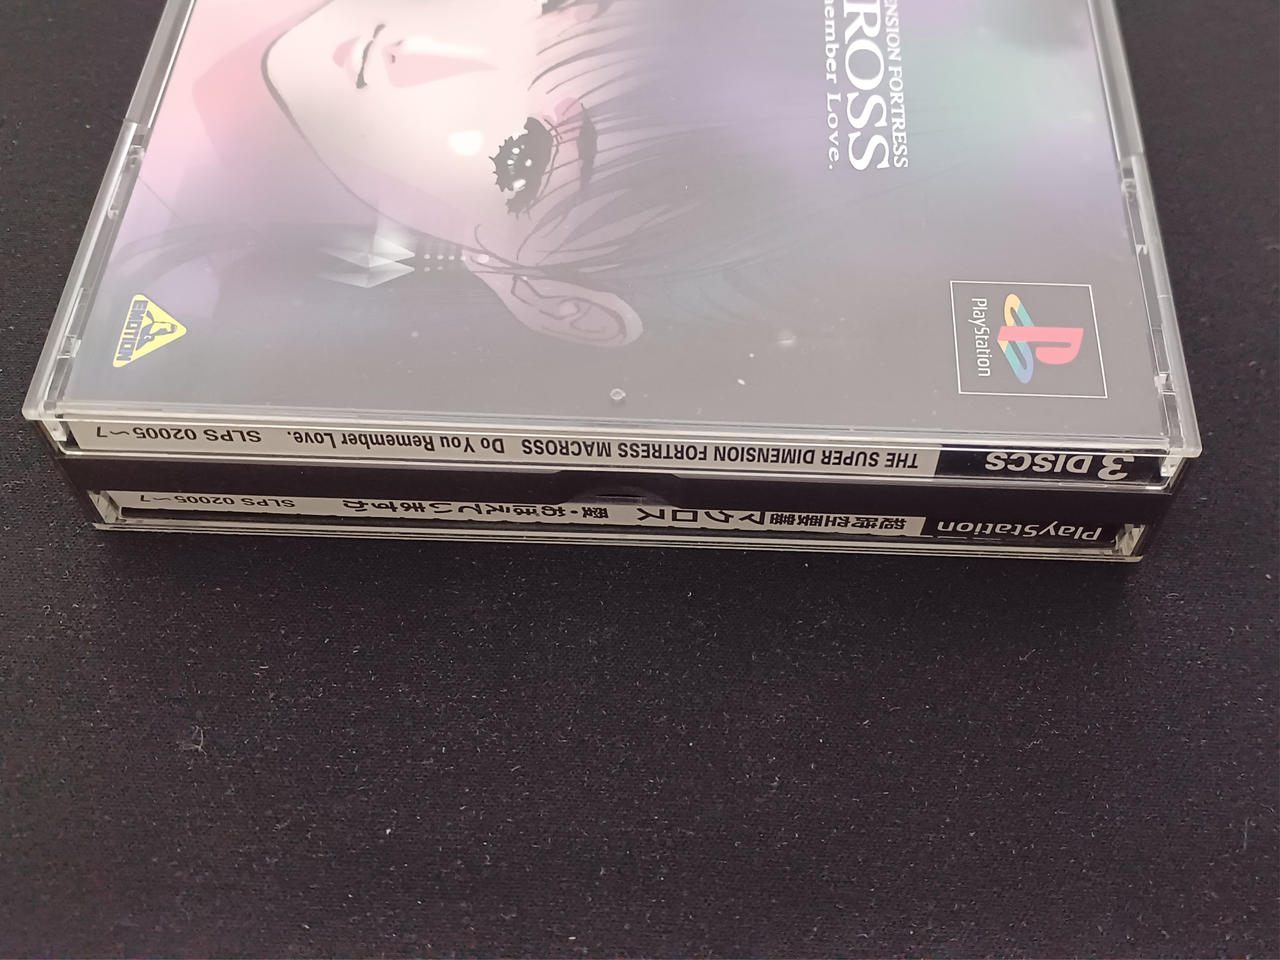 ENSION FORTRESS
ROSS
ember Love.
PlayStation
EMOTION
3 DISCS
THE SUPER DIMENSION FORTRESS MACROSS Do You Remember Love. SLPS 02005~7
PlayStation
超時空要塞マクロス 愛・おぼえていますか SLPS 02005~7